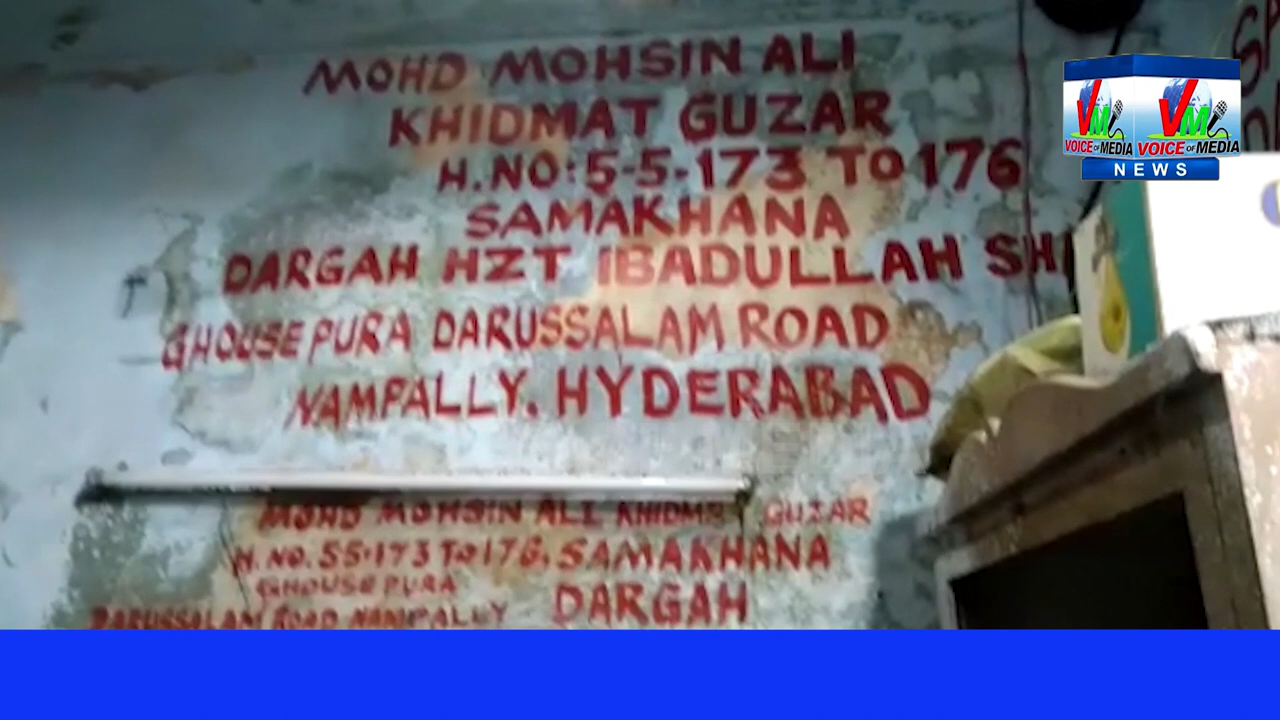 MOHD MOHSIN ALI
KHIDMAT GUZAR
H.NO:5-5-173 TO 176
SAMAKHANA
DARGAH HZT IBADULLAH
GHOUSE PURA DARUSSALAM ROAD
NAMPALLY. HYDERABAD
MOHD MOHSIN ALI GUZAR
H.NO.55-173 TO 176. SAMAKHANA
GHOUSE PURA
DARGAH
DARUSSALAM ROAD NAMPALLY
VM VM
VOICE OF MEDIA VOICE OF MEDIA
NEWS